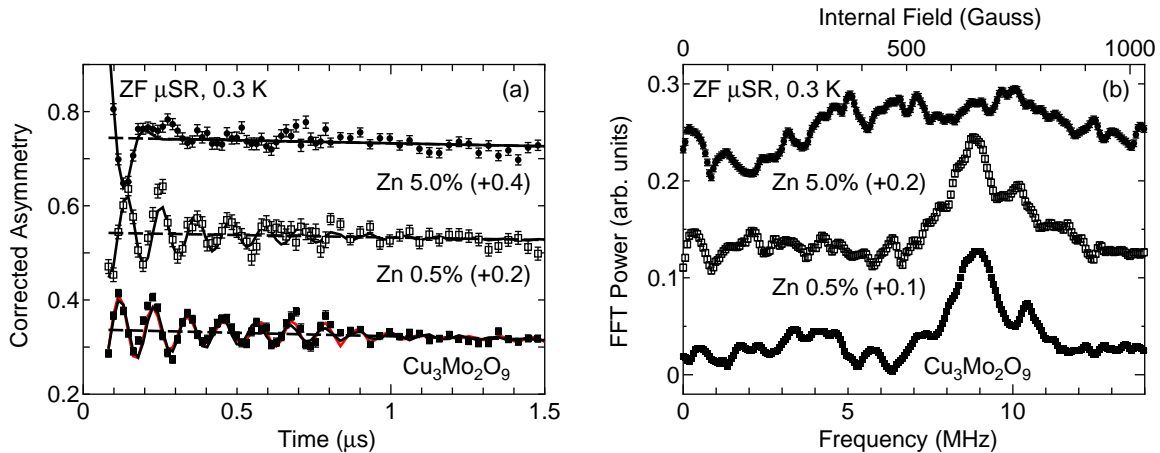 ZF μSR, 0.3 K
(a)
0.8
0.6
0.4
0.2
Corrected Asymmetry
Zn 5.0% (+0.4)
Zn 0.5% (+0.2)
Cu₃Mo₂O₉
0
0.5
1
1.5
Time (μs)
Internal Field (Gauss)
0
500
1000
ZF μSR, 0.3 K
(b)
0.3
0.2
0.1
0
FFT Power (arb. units)
Zn 5.0% (+0.2)
Zn 0.5% (+0.1)
Cu₃Mo₂O₉
0
5
10
Frequency (MHz)